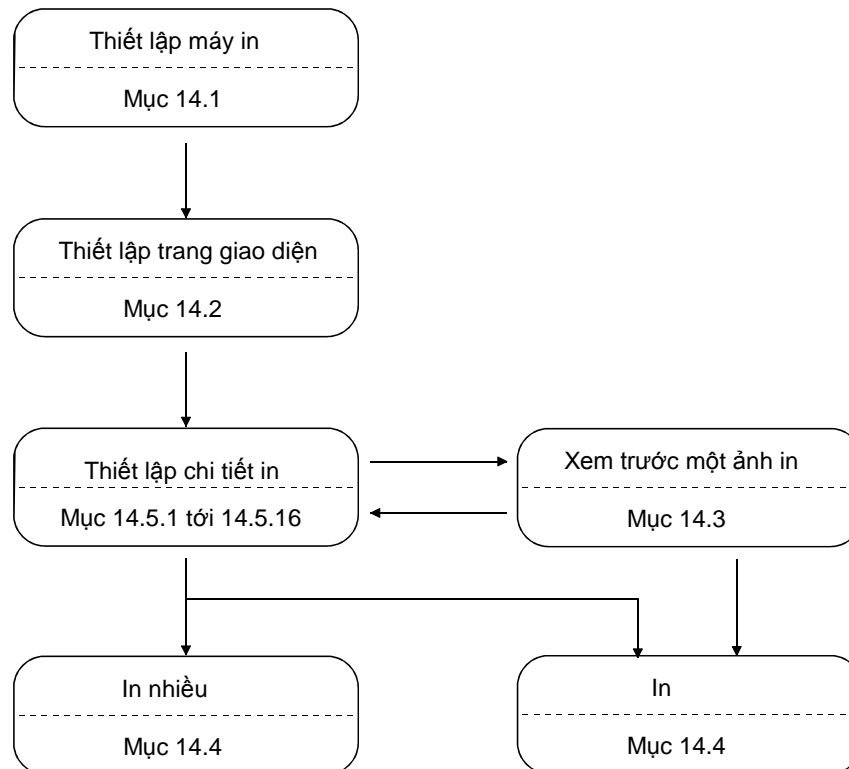 Thiết lập máy in
Mục 14.1
Thiết lập trang giao diện
Mục 14.2
Thiết lập chi tiết in
Mục 14.5.1 tới 14.5.16
Xem trước một ảnh in
Mục 14.3
In nhiều
Mục 14.4
In
Mục 14.4